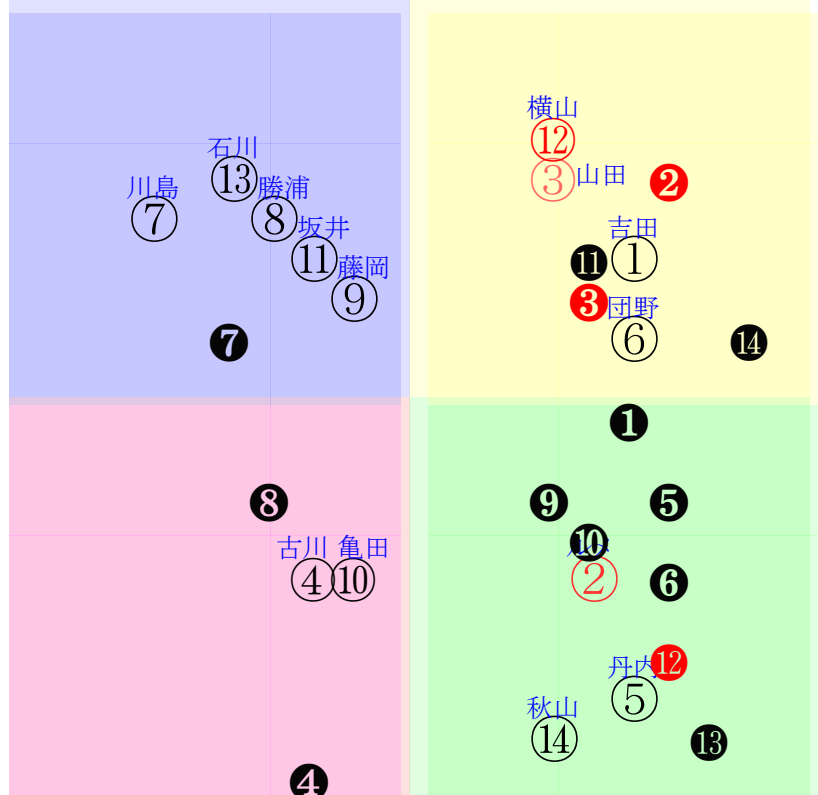 横山
⑫
石川
⑬
③ 山田
❷
川島
⑦
勝浦
⑧
坂井
⑪
吉田
①
⓫
藤岡
⑨
❸
団野
⑥
❼
⓮
❶
❽
❾
❺
❿
古川 亀田
④⑩
②
❻
丹内
⓬
⑤
秋山
⑭
⓭
❹